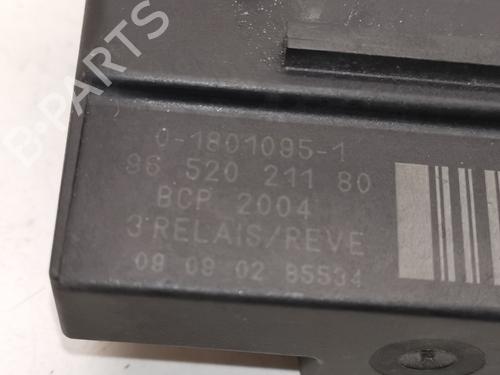 B-PARTS
0-1801095-1
96 520 211 80
BCP 2004
3 RELAIS/REVE
08 09 02 85534